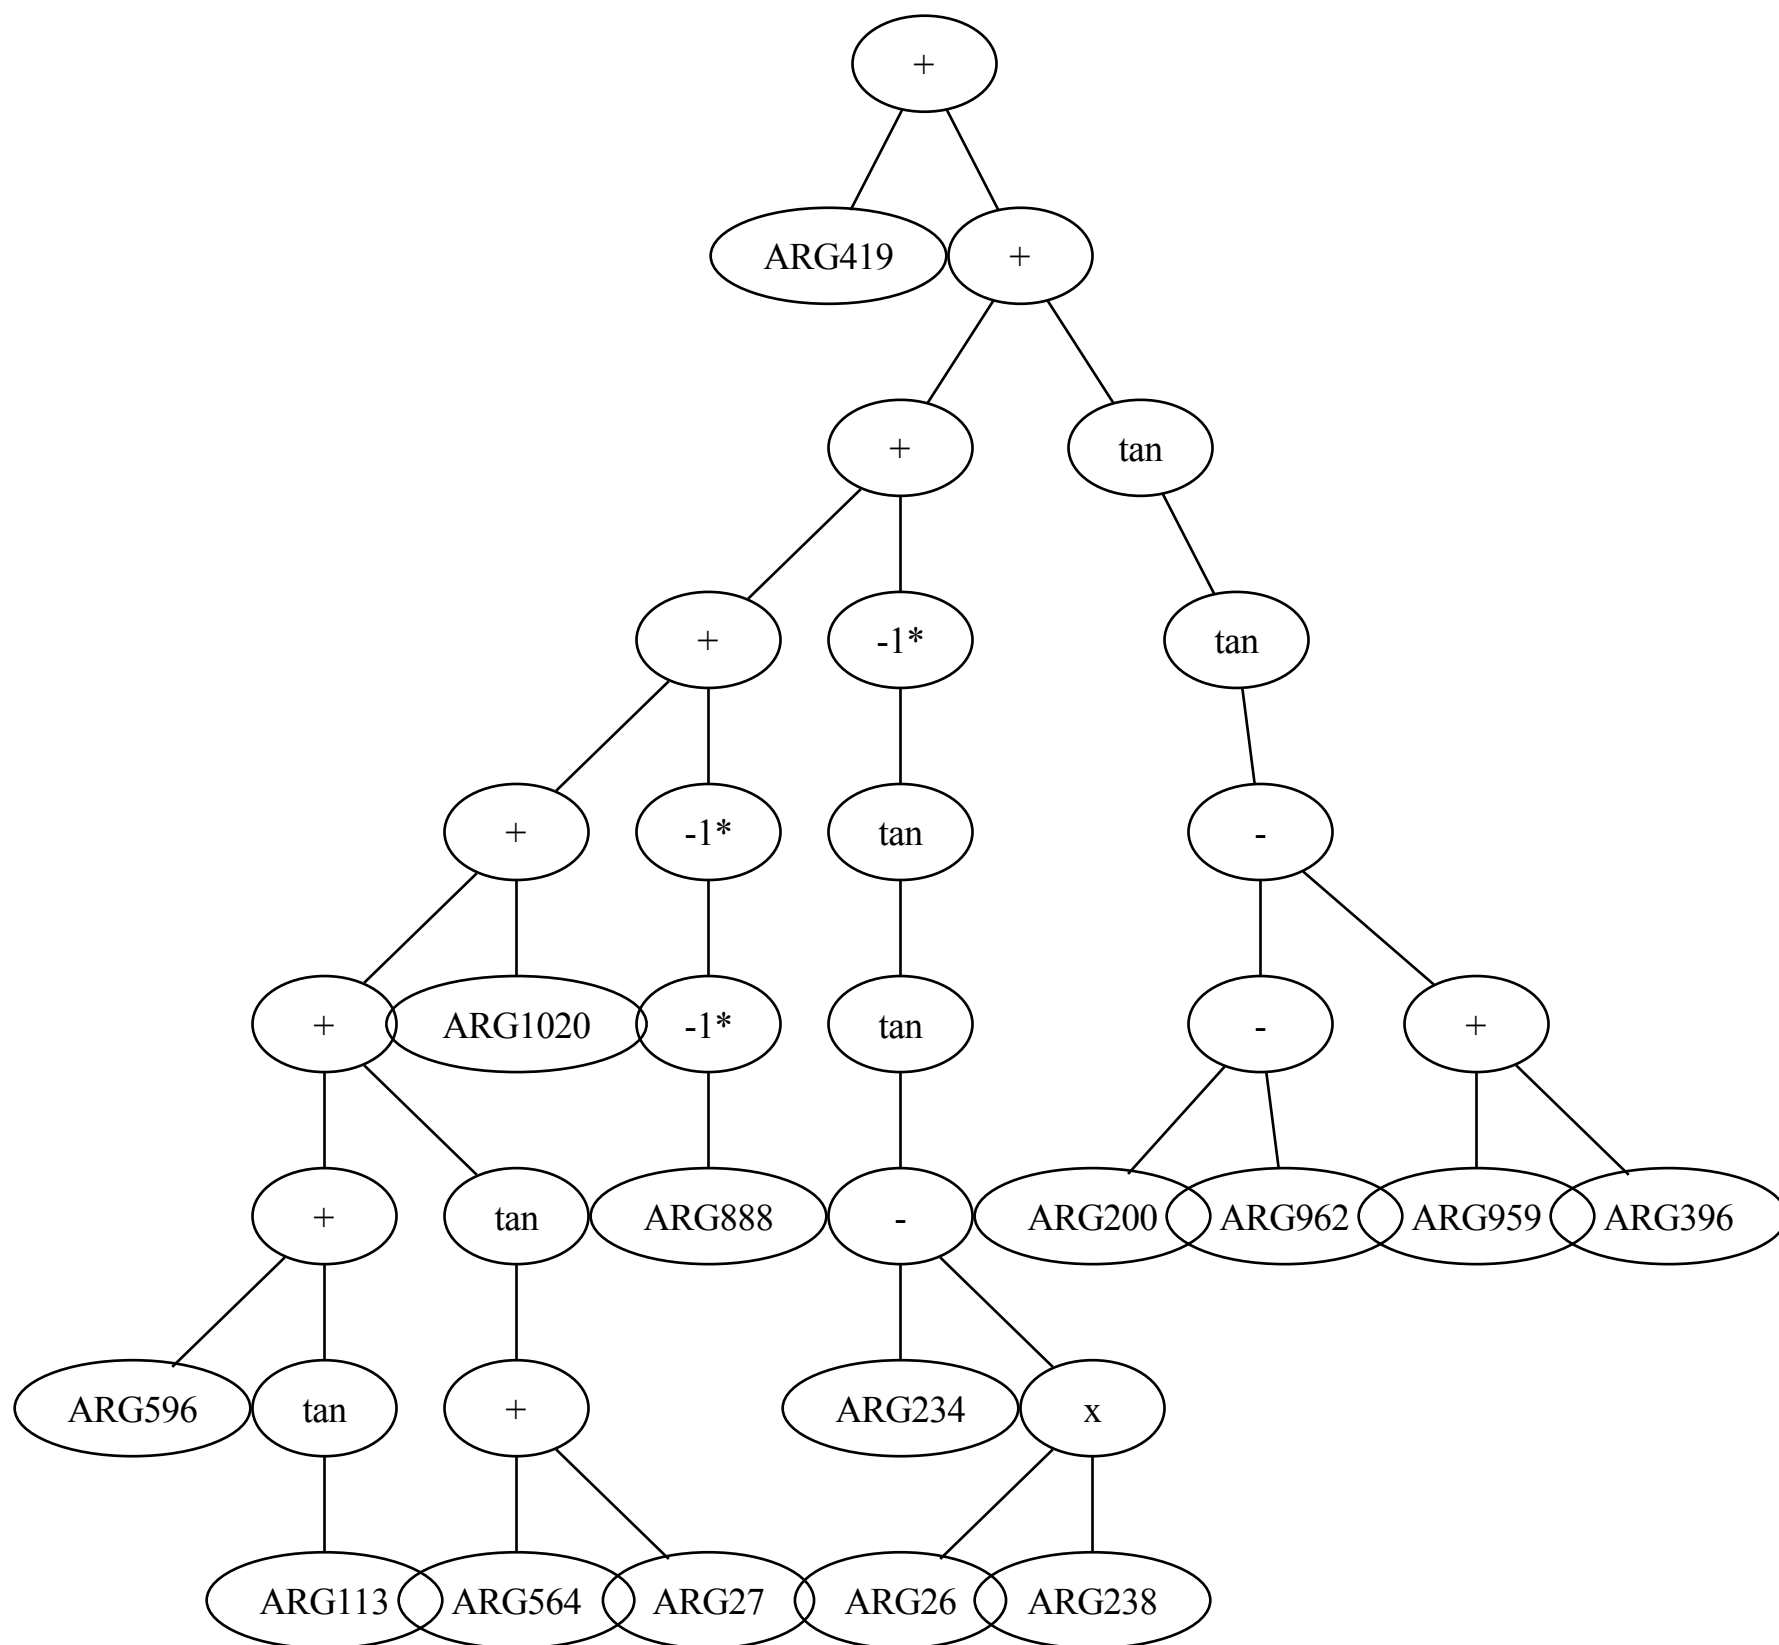 +
ARG419 +
+ tan
+ -1* tan
+ -1* tan -
+ ARG1020 -1* tan - +
+ tan ARG888 - ARG200 ARG962 ARG959 ARG396
ARG596 tan + ARG234 x
ARG113 ARG564 ARG27 ARG26 ARG238